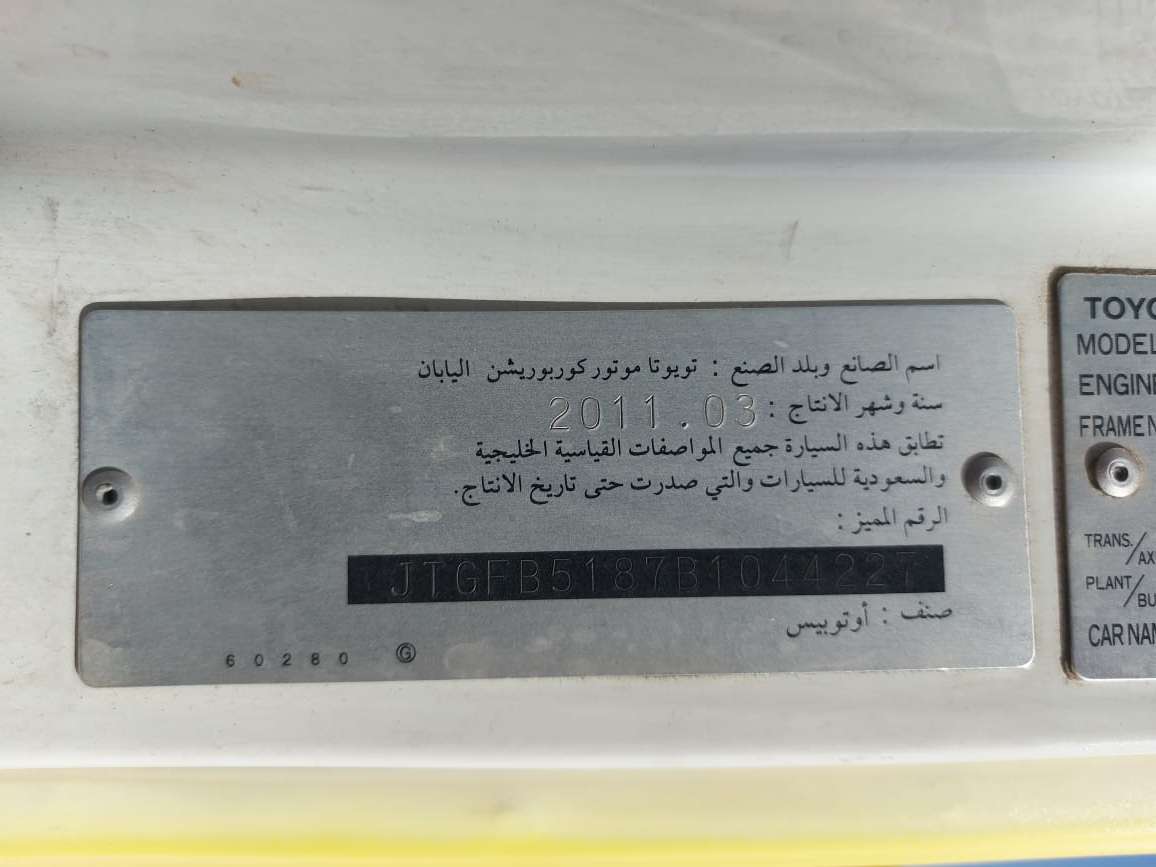 اسم الصانع وبلد الصنع : تويوتا موتور كوربوريشن اليابان
سنة وشهر الانتاج : 2011.03
تطابق هذه السيارة جميع المواصفات القياسية الخليجية
والسعودية للسيارات والتي صدرت حتى تاريخ الانتاج.
الرقم المميز :
JTGFB5187B1044227
صنف : أوتوبيس
60280 G
TOYO
MODEL
ENGINE
FRAME N
TRANS./AX
PLANT/BU
CAR NAM